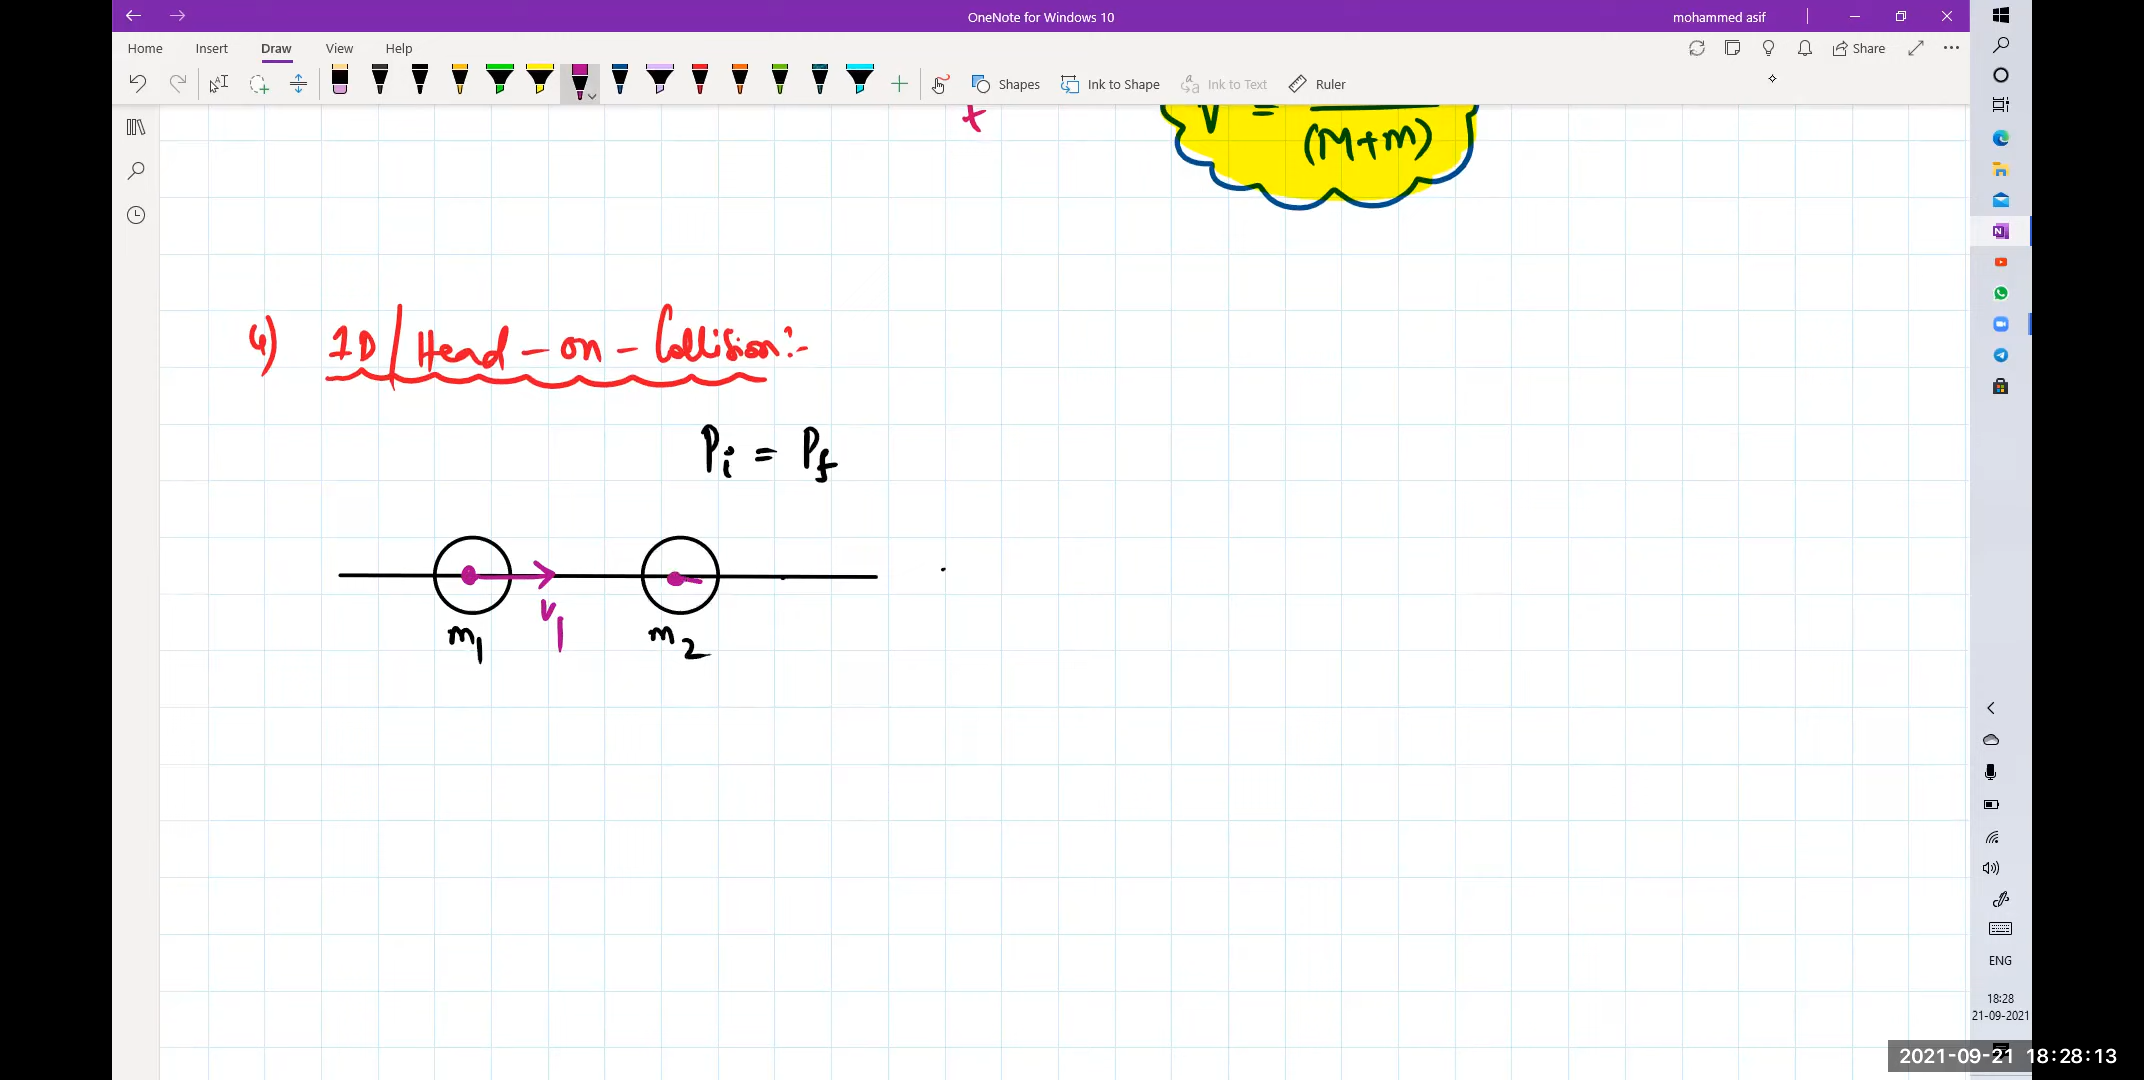 OneNote for Windows 10
mohammed asif
Home Insert Draw View Help
Share
Shapes Ink to Shape Ink to Text Ruler
V =
(M+m)
4) 1D/Head-on-Collision:-
Pi = Pf
V1
m1 m2
ENG
18:28
21-09-2021
2021-09-21 18:28:13